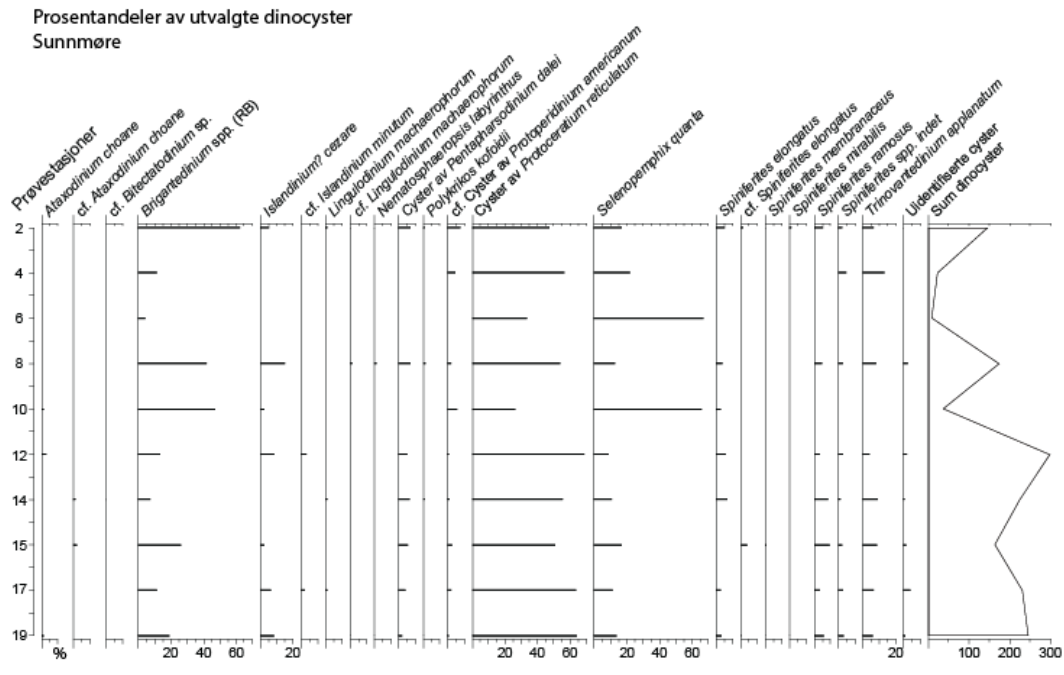 Prosentandeler av utvalgte dinocyster
Sunnmøre
Prøvestasjoner
Ataxodinium choane
cf. Ataxodinium choane
cf. Bitectatodinium sp.
Brigantedinium spp. (RB)
Islandinium? cezare
cf. Islandinium minutum
Lingulodinium machaerophorum
cf. Lingulodinium machaerophorum
Nematosphaeropsis labyrinthus
Cyster av Pentapharsodinium dalei
Polykrikos kofoidii
cf. Cyster av Protoperidinium americanum
Cyster av Protoceratium reticulatum
Selenopemphix quanta
Spiniferites elongatus
cf. Spiniferites elongatus
Spiniferites membranaceus
Spiniferites mirabilis
Spiniferites ramosus
Spiniferites spp. indet
Trinovantedinium applanatum
Uidentifiserte cyster
Sum dinocyster
2
4
6
8
10
12
14
15
17
19
% 20 40 60 20 20 40 60 20 40 60 20 100 200 300